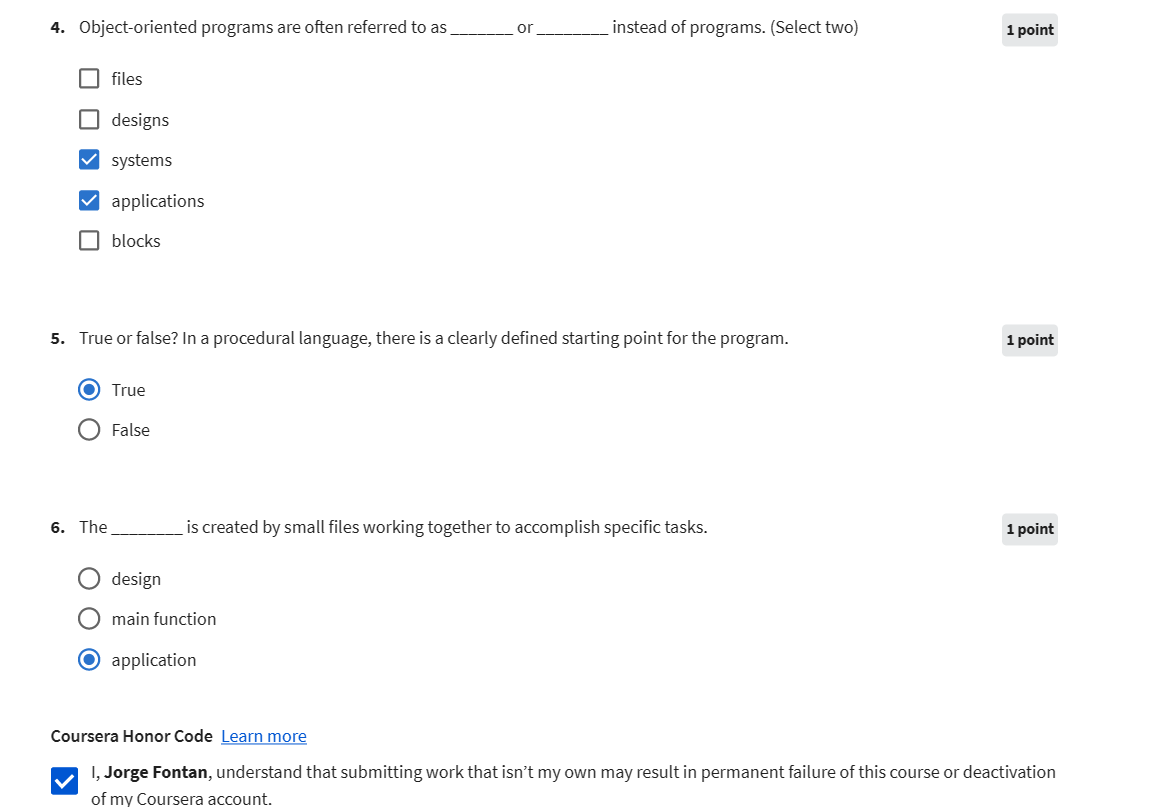 4. Object-oriented programs are often referred to as _______ or ________ instead of programs. (Select two)
1 point
files
designs
systems
applications
blocks
5. True or false? In a procedural language, there is a clearly defined starting point for the program.
1 point
True
False
6. The ________ is created by small files working together to accomplish specific tasks.
1 point
design
main function
application
Coursera Honor Code Learn more
I, Jorge Fontan, understand that submitting work that isn’t my own may result in permanent failure of this course or deactivation
of my Coursera account.